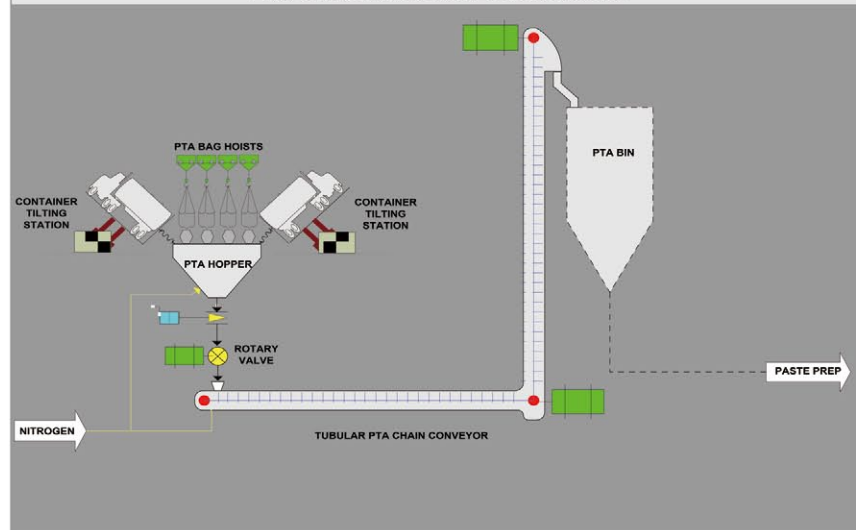 PTA BAG HOISTS
CONTAINER
TILTING
STATION
CONTAINER
TILTING
STATION
PTA HOPPER
PTA BIN
ROTARY
VALVE
PASTE PREP
NITROGEN
TUBULAR PTA CHAIN CONVEYOR